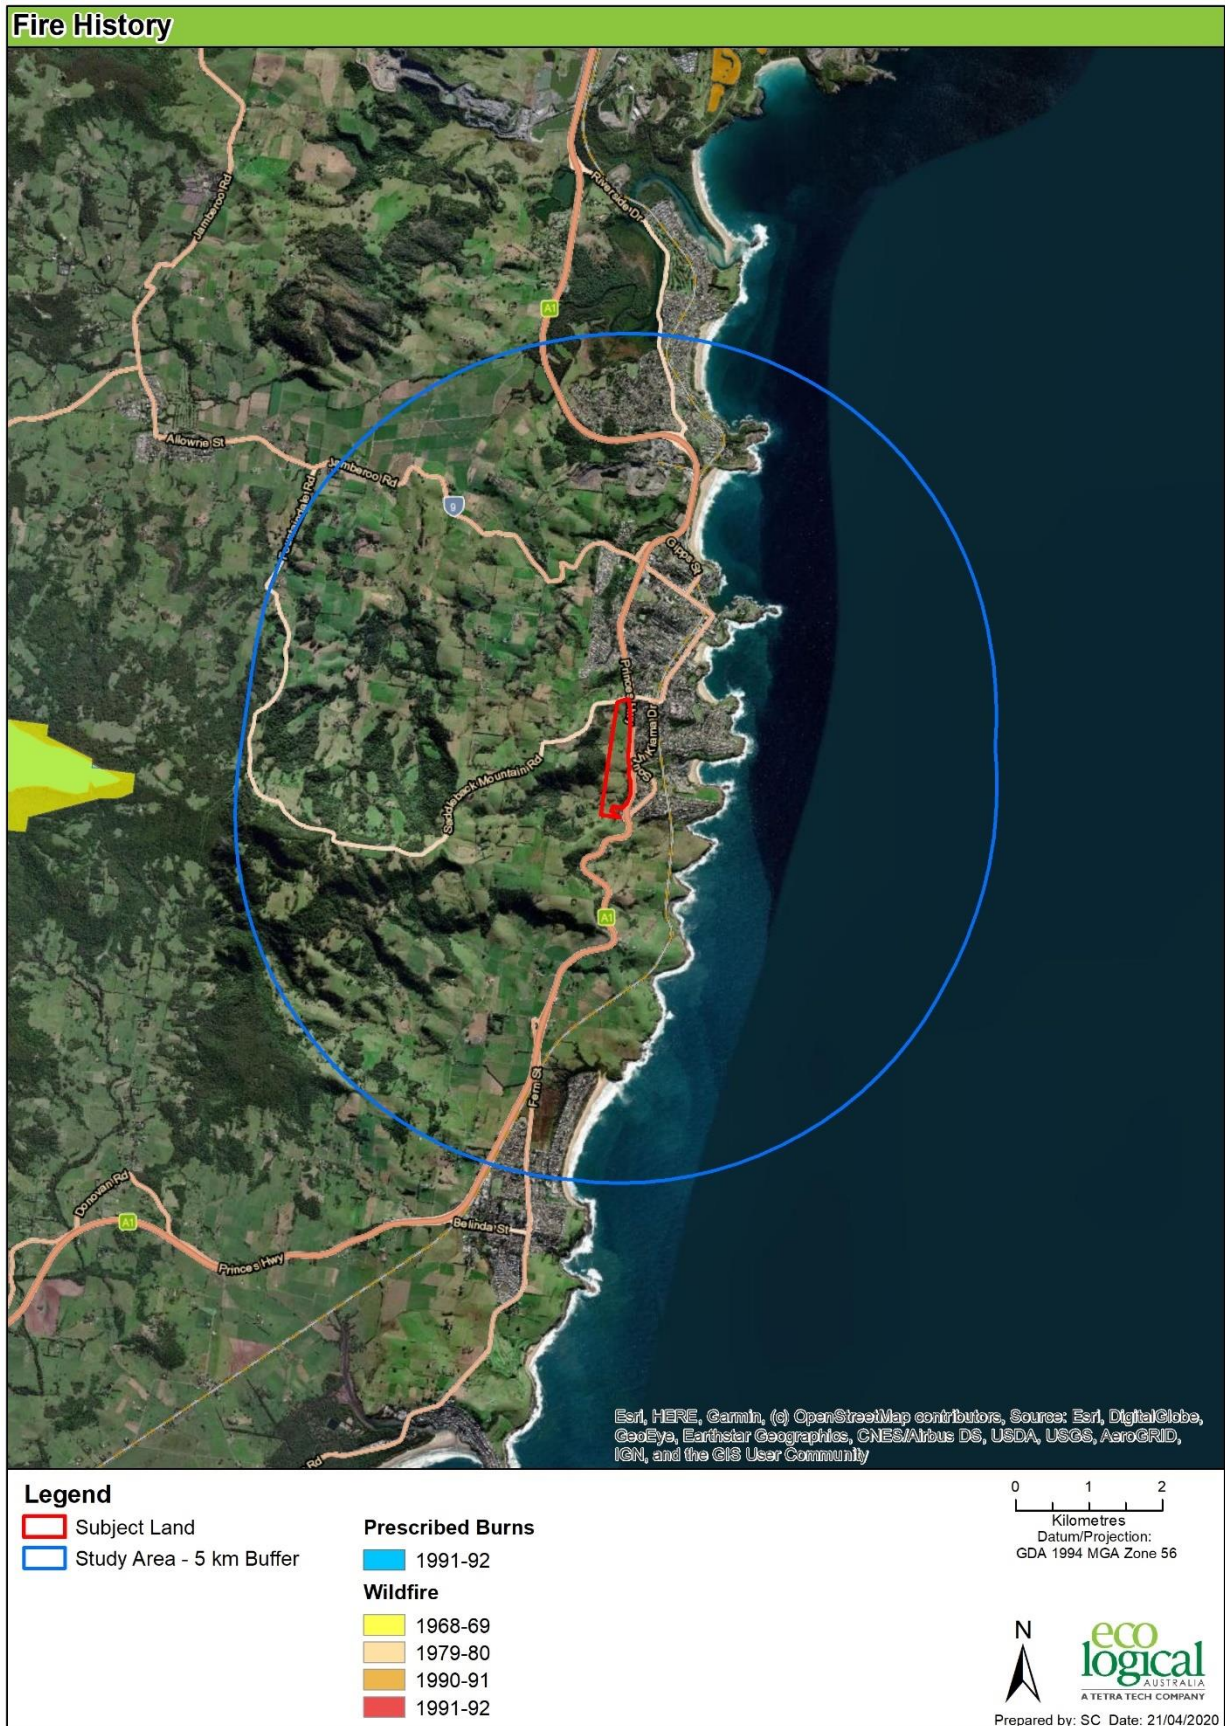 Fire History
Jamberoo Rd
Riverside Dr
A1
Allowrie St
Jamberoo Rd
9
Fountaindale Rd
Gipps St
Princes Hwy
Kiama Dr
South
Saddleback Mountain Rd
A1
Fern St
Donovan Rd
A1
Belinda St
Princes Hwy
Rd
Esri, HERE, Garmin, (c) OpenStreetMap contributors, Source: Esri, DigitalGlobe,
GeoEye, Earthstar Geographics, CNES/Airbus DS, USDA, USGS, AeroGRID,
IGN, and the GIS User Community
Legend
Subject Land
Study Area - 5 km Buffer
Prescribed Burns
1991-92
Wildfire
1968-69
1979-80
1990-91
1991-92
0 1 2
Kilometres
Datum/Projection:
GDA 1994 MGA Zone 56
N
eco
logical
AUSTRALIA
A TETRA TECH COMPANY
Prepared by: SC Date: 21/04/2020